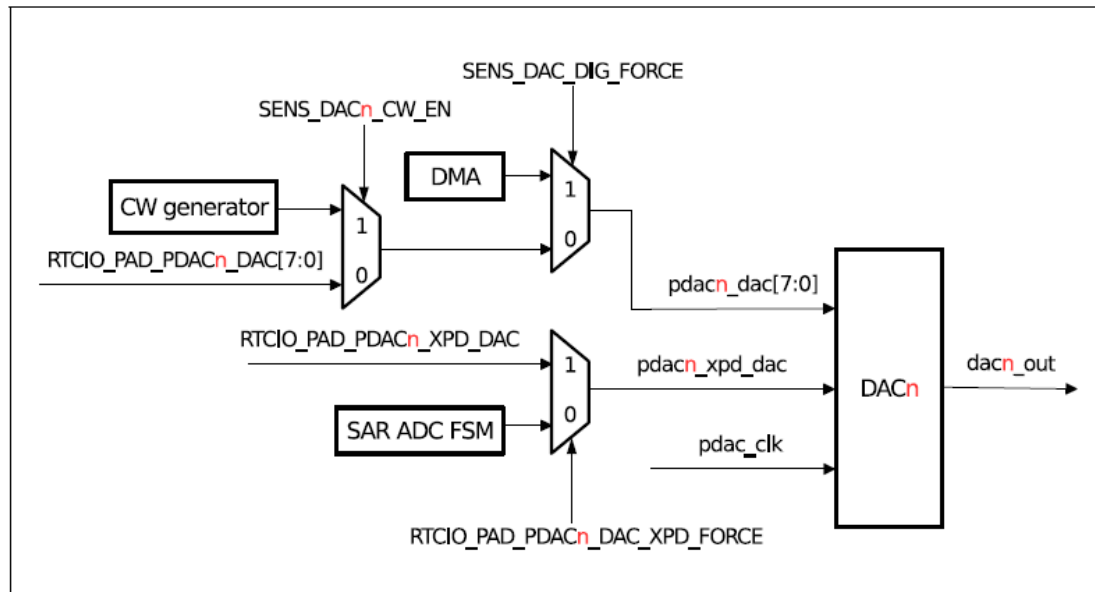 SENS_DAC_DIG_FORCE
SENS_DACn_CW_EN
DMA
1
0
CW generator
1
0
RTCIO_PAD_PDACn_DAC[7:0]
pdacn_dac[7:0]
RTCIO_PAD_PDACn_XPD_DAC
1
0
pdacn_xpd_dac
dacn_out
DACn
SAR ADC FSM
pdac_clk
RTCIO_PAD_PDACn_DAC_XPD_FORCE